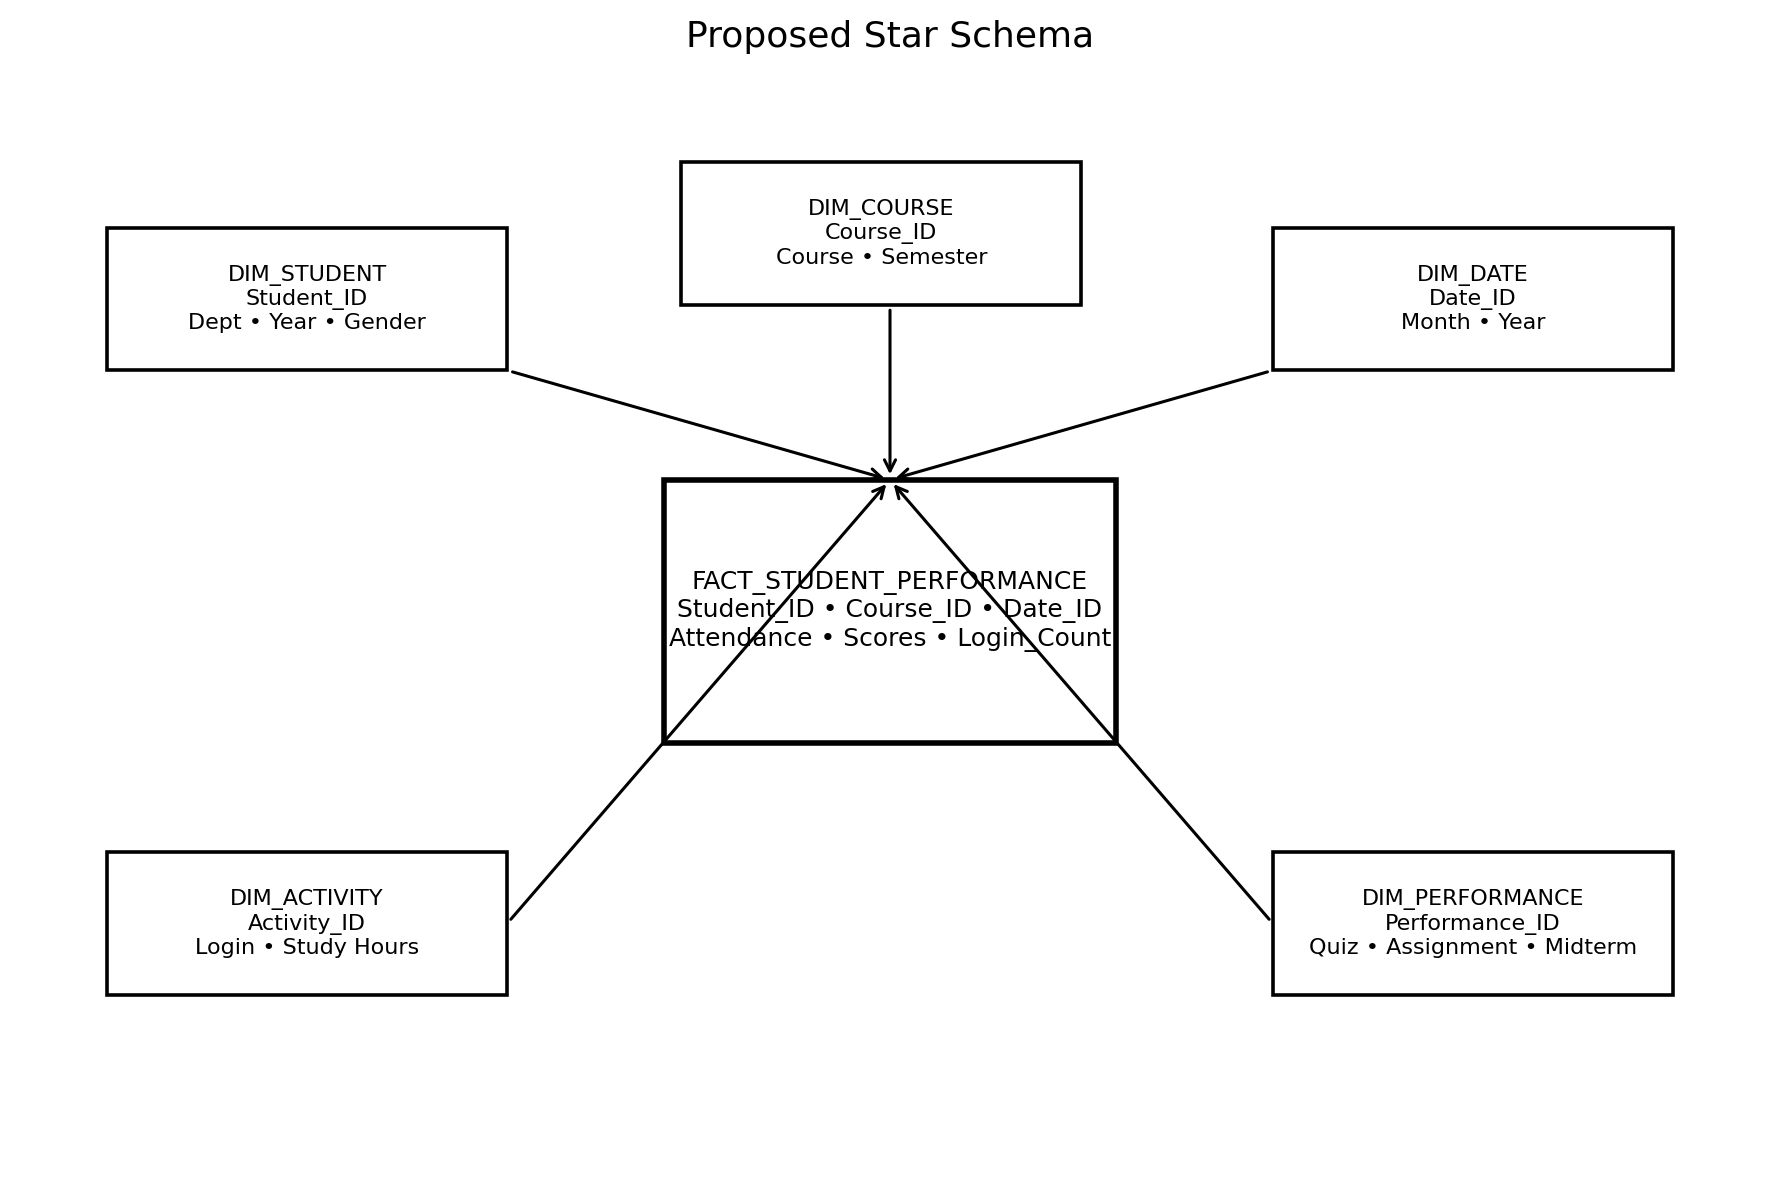 Proposed Star Schema
DIM_COURSE
Course_ID
Course • Semester
DIM_STUDENT
Student_ID
Dept • Year • Gender
DIM_DATE
Date_ID
Month • Year
FACT_STUDENT_PERFORMANCE
Student_ID • Course_ID • Date_ID
Attendance • Scores • Login_Count
DIM_ACTIVITY
Activity_ID
Login • Study Hours
DIM_PERFORMANCE
Performance_ID
Quiz • Assignment • Midterm